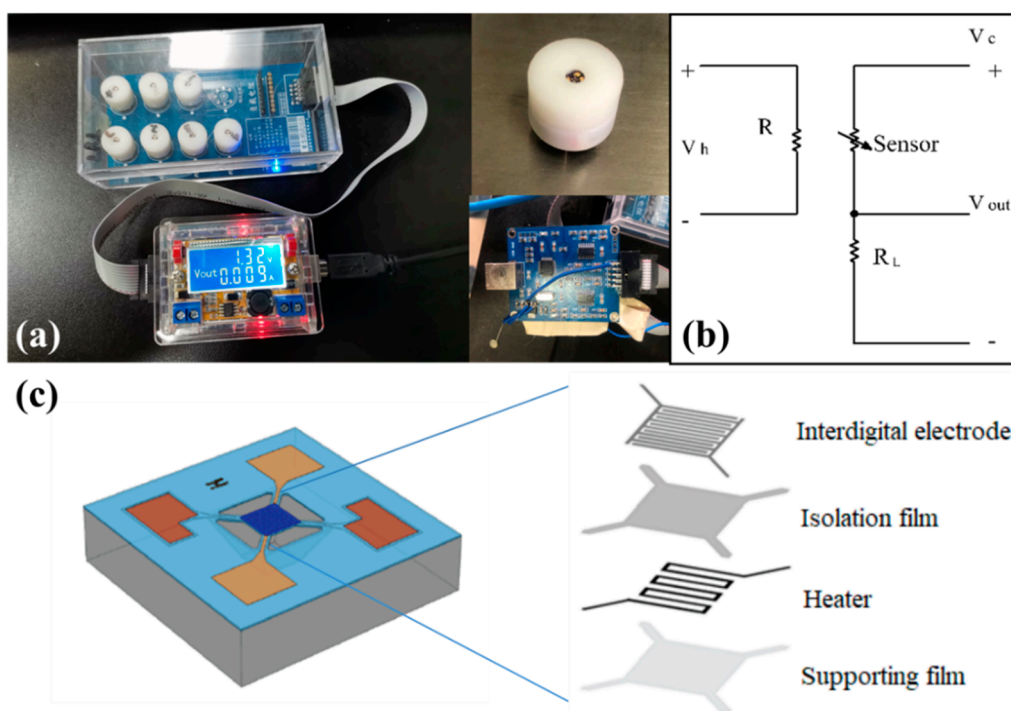 1.32 V
Vout
0.009 A
(a)
V c
+
+
R
V h
Sensor
-
V out
R L
-
(b)
(c)
H
Interdigital electrode
Isolation film
Heater
Supporting film